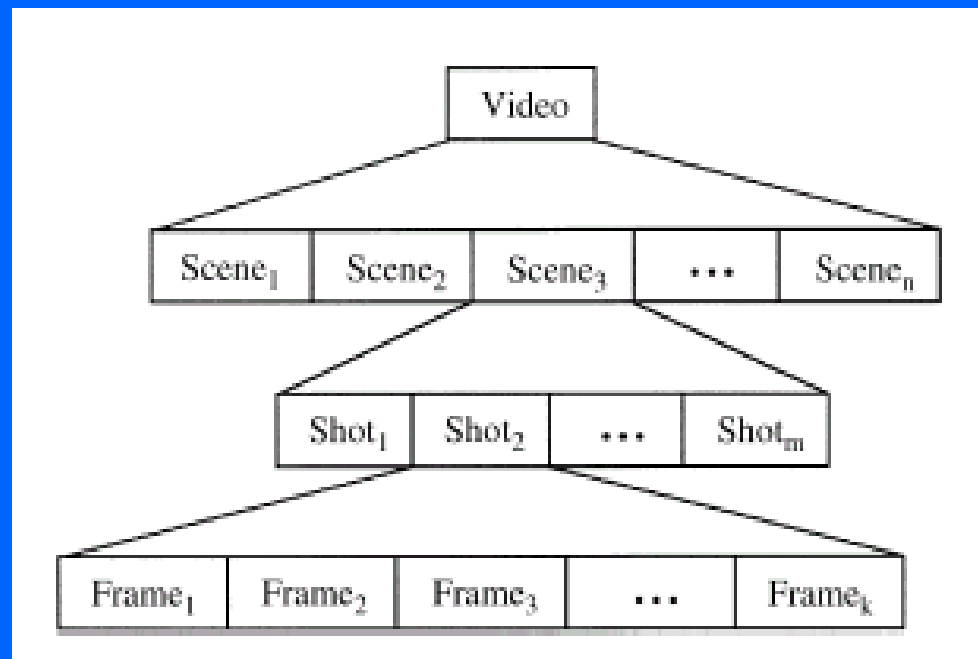 Video
Scene₁ Scene₂ Scene₃ ••• Sceneₙ
Shot₁ Shot₂ ••• Shotₘ
Frame₁ Frame₂ Frame₃ ••• Frameₖ